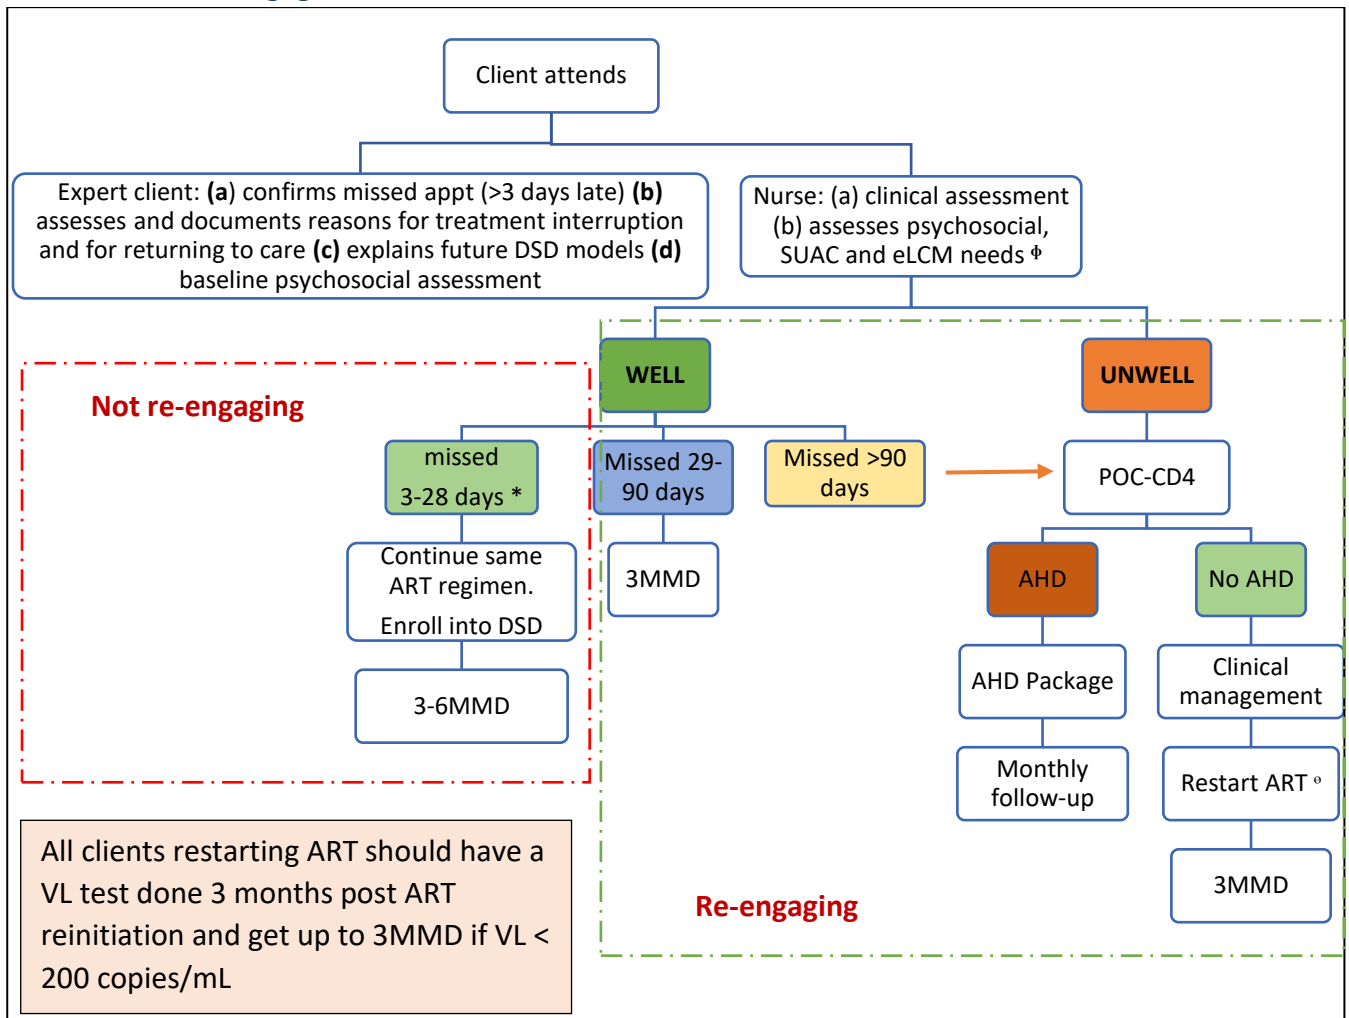 Client attends
Expert client: (a) confirms missed appt (>3 days late) (b)
assesses and documents reasons for treatment interruption
and for returning to care (c) explains future DSD models (d)
baseline psychosocial assessment
Nurse: (a) clinical assessment
(b) assesses psychosocial,
SUAC and eLCM needs Φ
Not re-engaging
WELL
UNWELL
missed
3-28 days *
Missed 29-
90 days
Missed >90
days
POC-CD4
Continue same
ART regimen.
Enroll into DSD
3MMD
AHD
No AHD
3-6MMD
AHD Package
Clinical
management
Monthly
follow-up
Restart ART ᶿ
3MMD
All clients restarting ART should have a
VL test done 3 months post ART
reinitiation and get up to 3MMD if VL <
200 copies/mL
Re-engaging